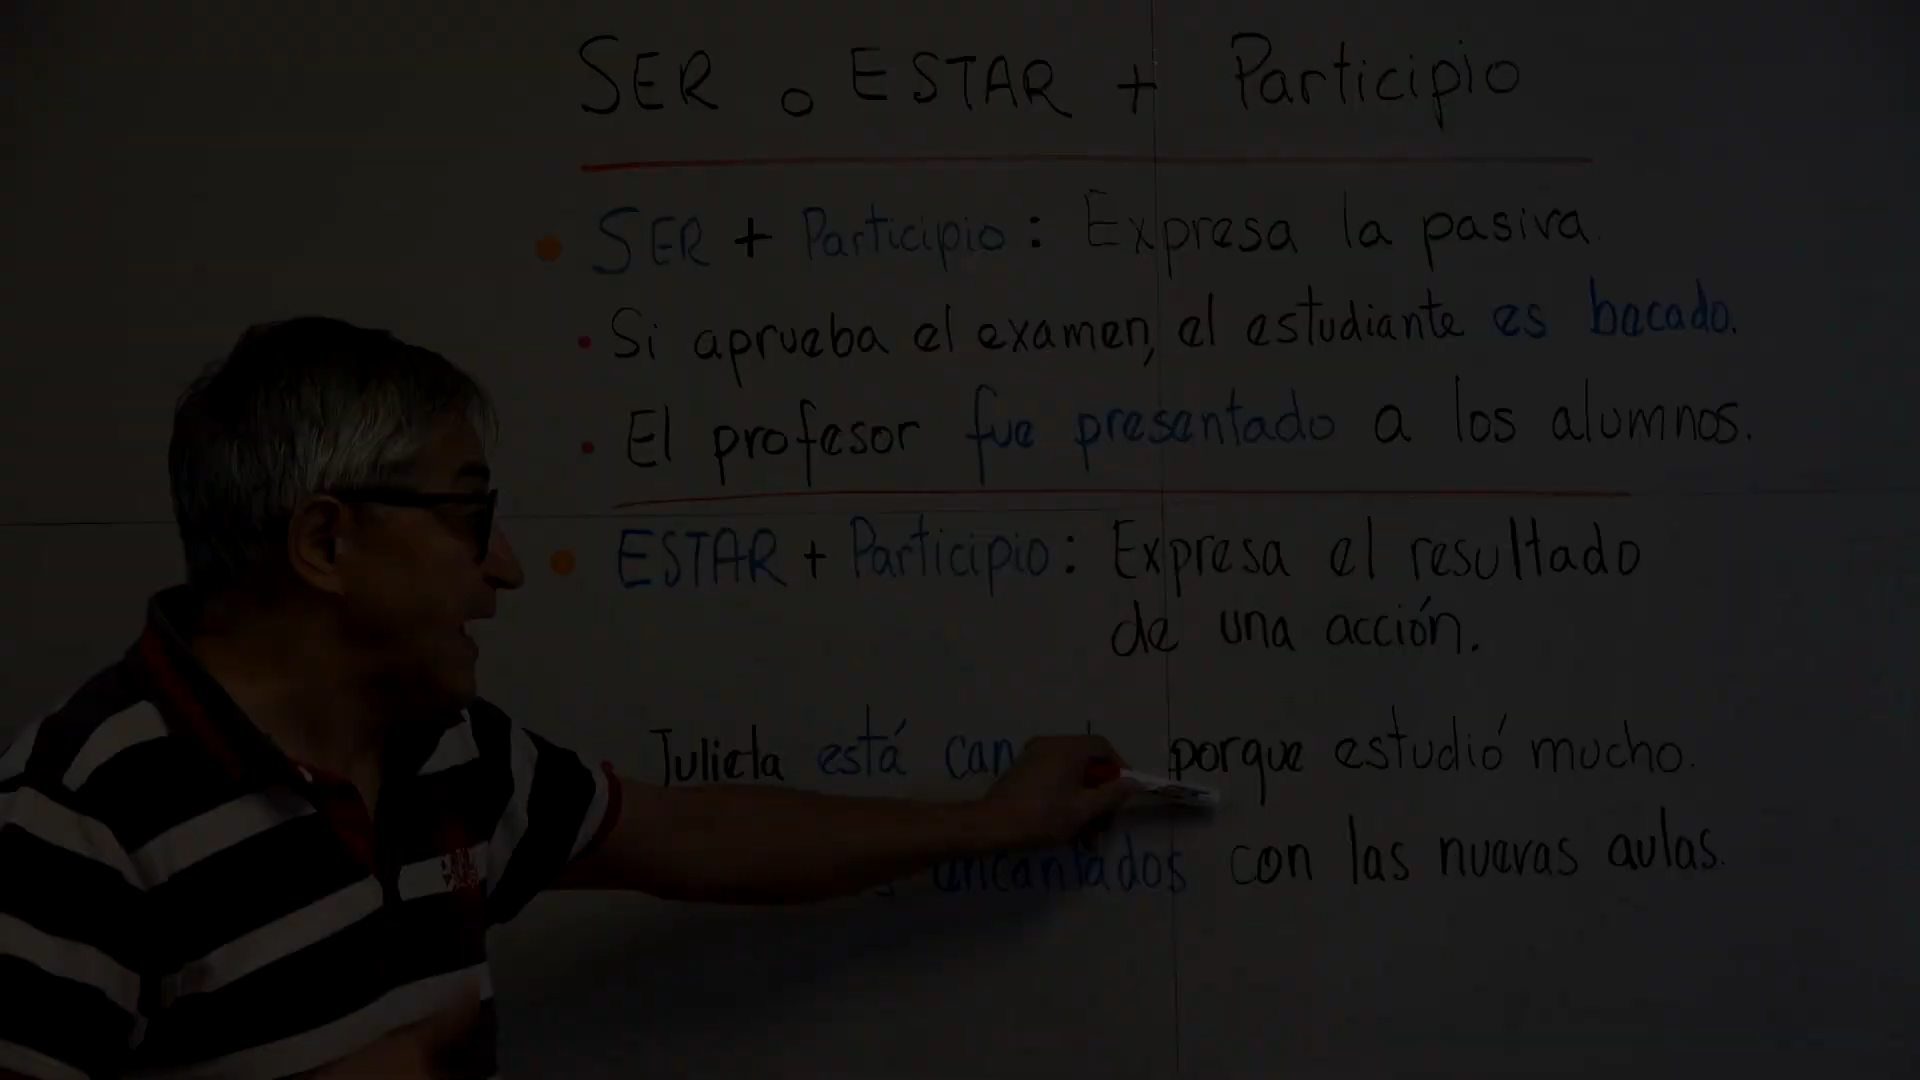 SER o ESTAR + Participio
• SER + Participio: Expresa la pasiva.
• Si aprueba el examen, el estudiante es becado.
• El profesor fue presentado a los alumnos.
• ESTAR + Participio: Expresa el resultado
de una acción.
Julieta está porque estudió mucho.
encantados con las nuevas aulas.